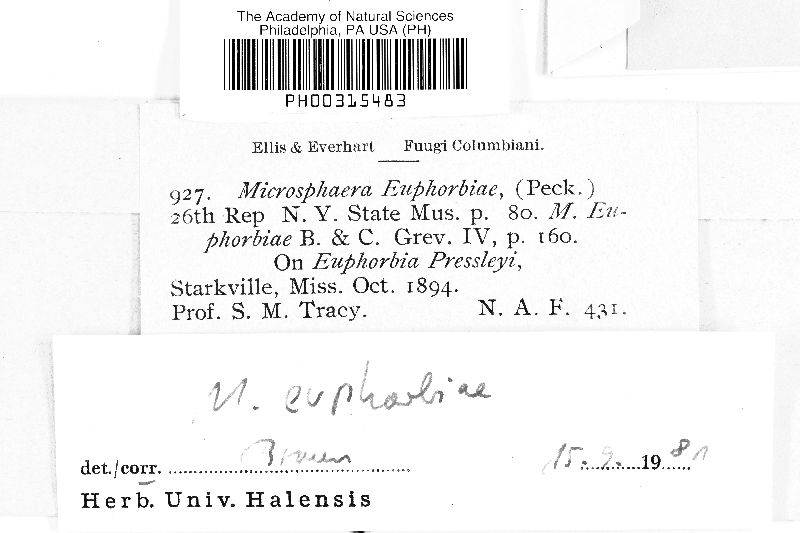 The Academy of Natural Sciences
Philadelphia, PA USA (PH)
PH00315483
Ellis & Everhart Fuugi Columbiani.
927. Microsphaera Euphorbiae, (Peck.)
26th Rep N. Y. State Mus. p. 80. M. Eu-
phorbiae B. & C. Grev. IV, p. 160.
On Euphorbia Pressleyi,
Starkville, Miss. Oct. 1894.
Prof. S. M. Tracy. N. A. F. 431.
M. euphorbiae
det./corr. Braun 15.9.1981
Herb. Univ. Halensis